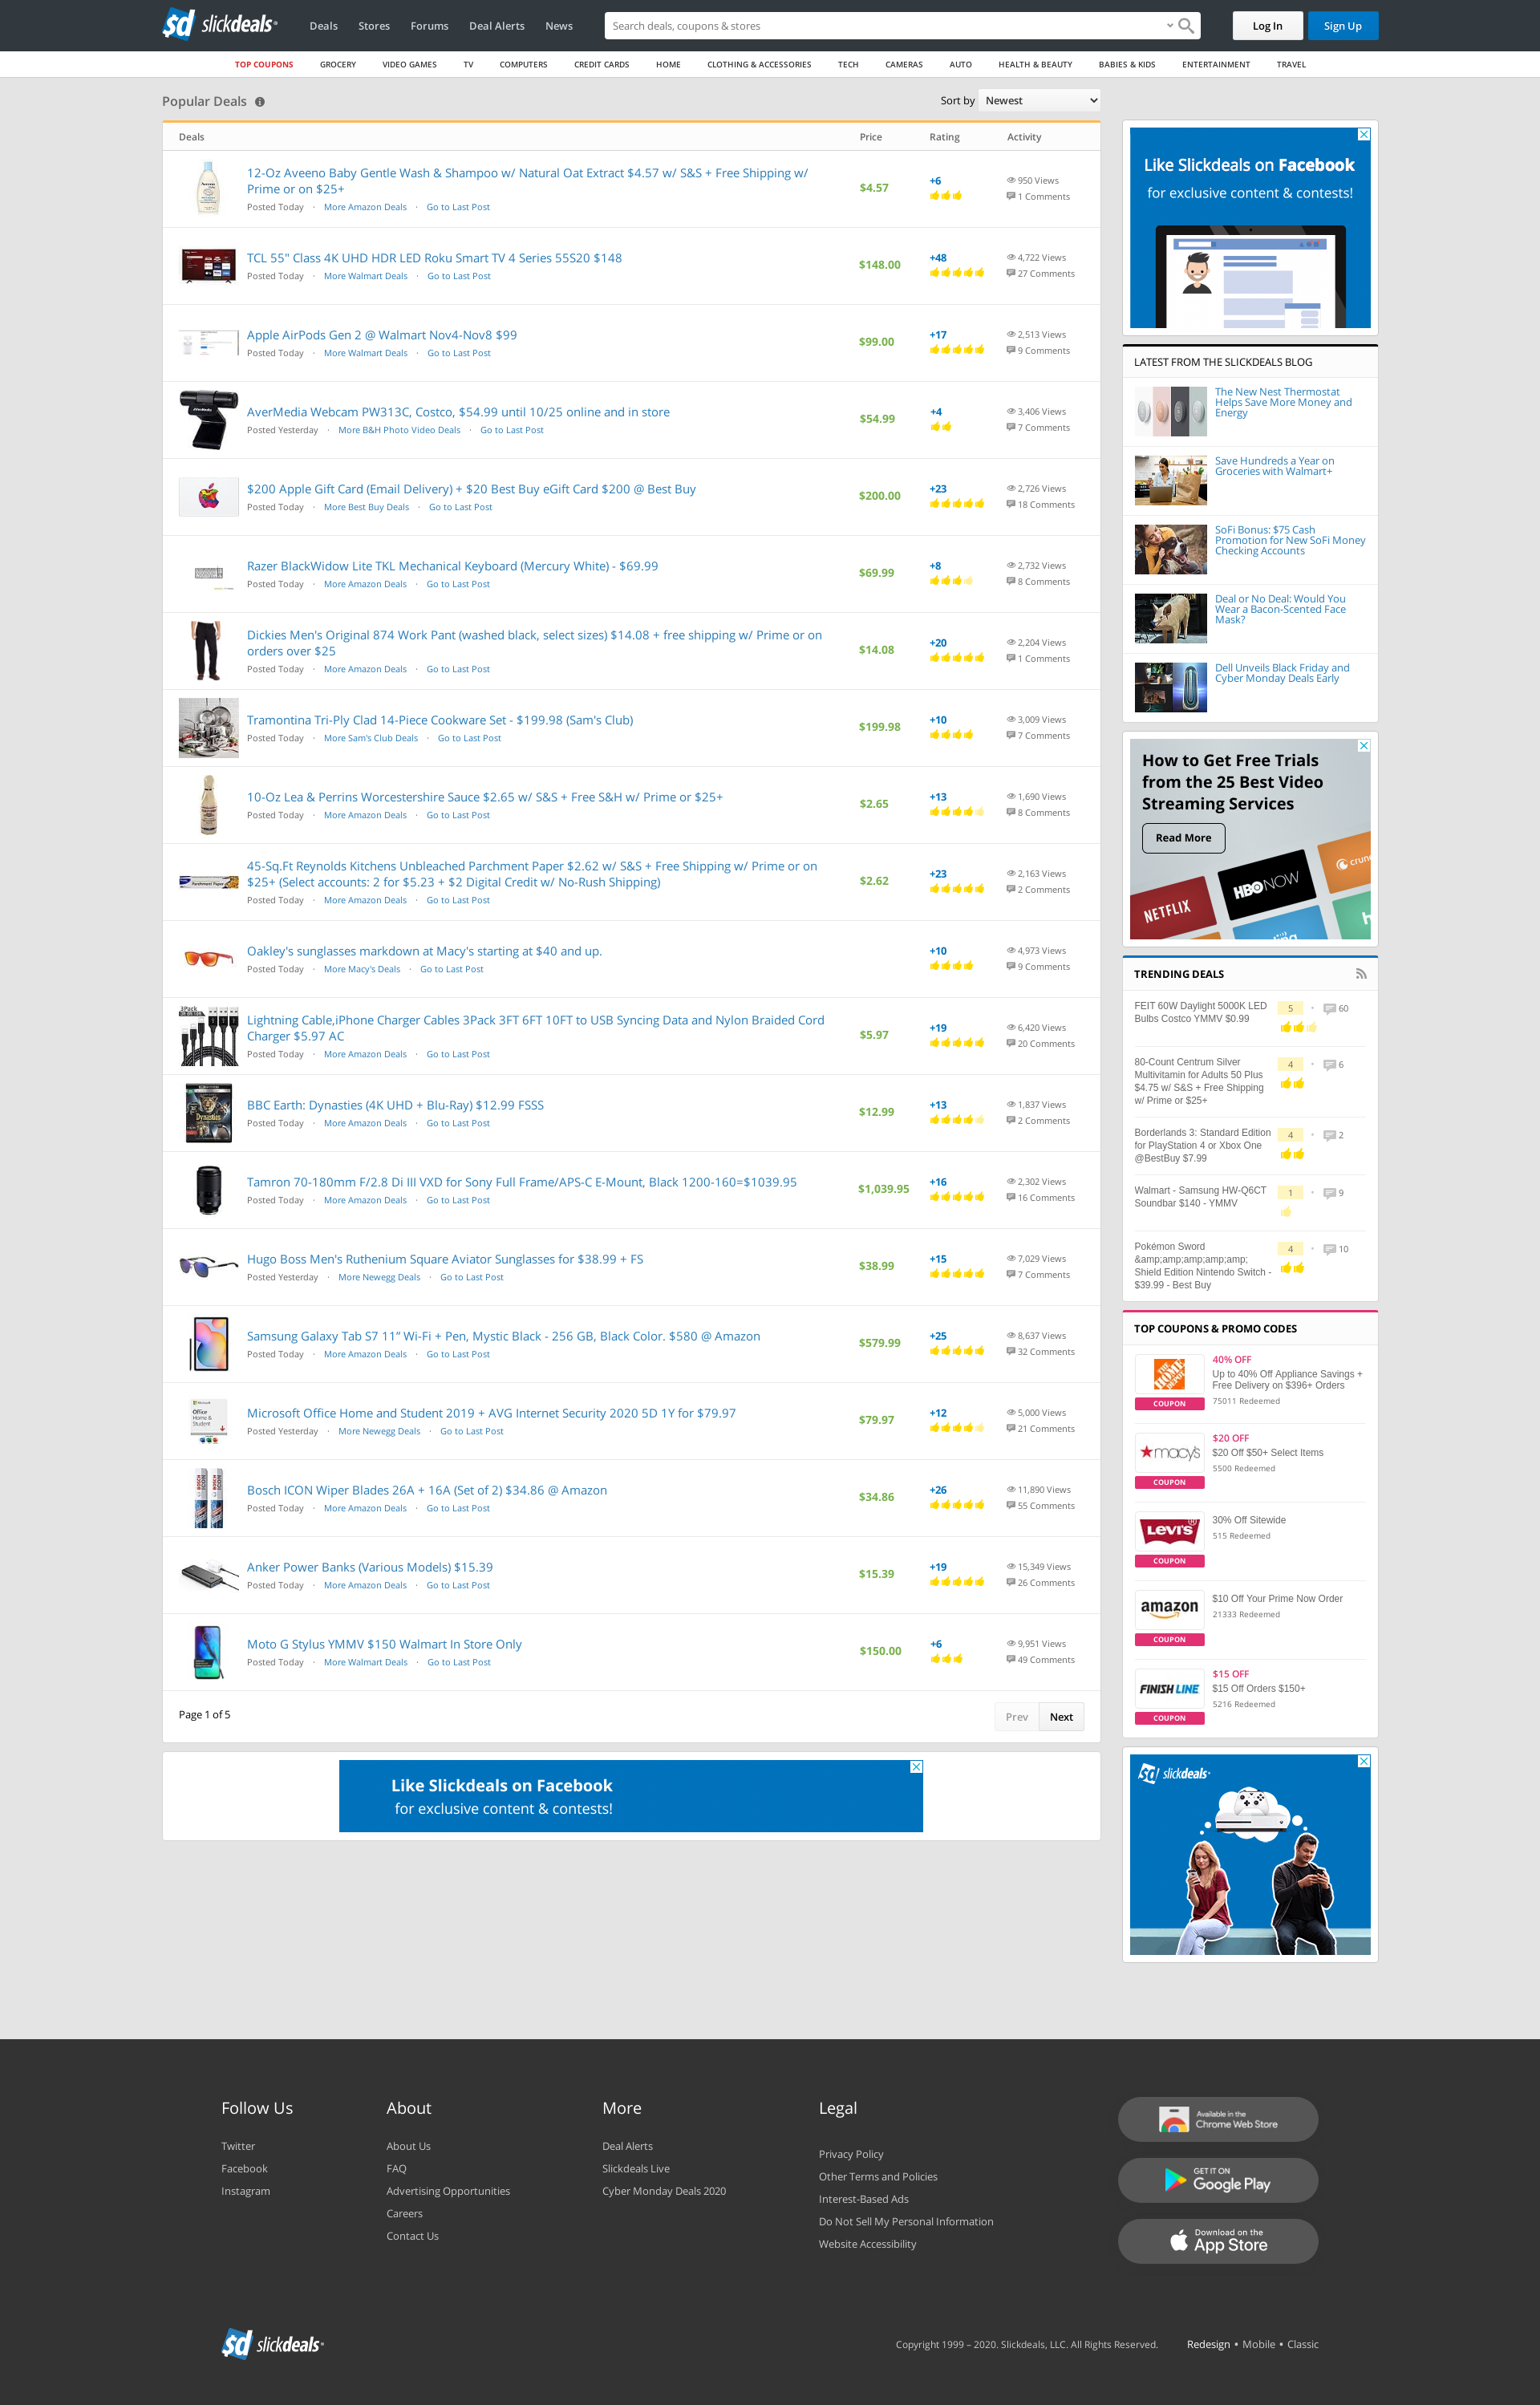 sd slickdeals
Deals Stores Forums Deal Alerts News
Search deals, coupons & stores
Log In Sign Up
TOP COUPONS GROCERY VIDEO GAMES TV COMPUTERS CREDIT CARDS HOME CLOTHING & ACCESSORIES TECH CAMERAS AUTO HEALTH & BEAUTY BABIES & KIDS ENTERTAINMENT TRAVEL
Popular Deals
Sort by Newest
Deals Price Rating Activity
12-Oz Aveeno Baby Gentle Wash & Shampoo w/ Natural Oat Extract $4.57 w/ S&S + Free Shipping w/
Prime or on $25+
Posted Today · More Amazon Deals · Go to Last Post
$4.57
+6
950 Views
1 Comments
TCL 55" Class 4K UHD HDR LED Roku Smart TV 4 Series 55S20 $148
Posted Today · More Walmart Deals · Go to Last Post
$148.00
+48
4,722 Views
27 Comments
Apple AirPods Gen 2 @ Walmart Nov4-Nov8 $99
Posted Today · More Walmart Deals · Go to Last Post
$99.00
+17
2,513 Views
9 Comments
AverMedia Webcam PW313C, Costco, $54.99 until 10/25 online and in store
Posted Yesterday · More B&H Photo Video Deals · Go to Last Post
$54.99
+4
3,406 Views
7 Comments
$200 Apple Gift Card (Email Delivery) + $20 Best Buy eGift Card $200 @ Best Buy
Posted Today · More Best Buy Deals · Go to Last Post
$200.00
+23
2,726 Views
18 Comments
Razer BlackWidow Lite TKL Mechanical Keyboard (Mercury White) - $69.99
Posted Today · More Amazon Deals · Go to Last Post
$69.99
+8
2,732 Views
8 Comments
Dickies Men's Original 874 Work Pant (washed black, select sizes) $14.08 + free shipping w/ Prime or on
orders over $25
Posted Today · More Amazon Deals · Go to Last Post
$14.08
+20
2,204 Views
1 Comments
Tramontina Tri-Ply Clad 14-Piece Cookware Set - $199.98 (Sam's Club)
Posted Today · More Sam's Club Deals · Go to Last Post
$199.98
+10
3,009 Views
7 Comments
10-Oz Lea & Perrins Worcestershire Sauce $2.65 w/ S&S + Free S&H w/ Prime or $25+
Posted Today · More Amazon Deals · Go to Last Post
$2.65
+13
1,690 Views
8 Comments
45-Sq.Ft Reynolds Kitchens Unbleached Parchment Paper $2.62 w/ S&S + Free Shipping w/ Prime or on
$25+ (Select accounts: 2 for $5.23 + $2 Digital Credit w/ No-Rush Shipping)
Posted Today · More Amazon Deals · Go to Last Post
$2.62
+23
2,163 Views
2 Comments
Oakley's sunglasses markdown at Macy's starting at $40 and up.
Posted Today · More Macy's Deals · Go to Last Post
+10
4,973 Views
9 Comments
Lightning Cable,iPhone Charger Cables 3Pack 3FT 6FT 10FT to USB Syncing Data and Nylon Braided Cord
Charger $5.97 AC
Posted Today · More Amazon Deals · Go to Last Post
$5.97
+19
6,420 Views
20 Comments
BBC Earth: Dynasties (4K UHD + Blu-Ray) $12.99 FSSS
Posted Today · More Amazon Deals · Go to Last Post
$12.99
+13
1,837 Views
2 Comments
Tamron 70-180mm F/2.8 Di III VXD for Sony Full Frame/APS-C E-Mount, Black 1200-160=$1039.95
Posted Today · More Amazon Deals · Go to Last Post
$1,039.95
+16
2,302 Views
16 Comments
Hugo Boss Men's Ruthenium Square Aviator Sunglasses for $38.99 + FS
Posted Yesterday · More Newegg Deals · Go to Last Post
$38.99
+15
7,029 Views
7 Comments
Samsung Galaxy Tab S7 11” Wi-Fi + Pen, Mystic Black - 256 GB, Black Color. $580 @ Amazon
Posted Today · More Amazon Deals · Go to Last Post
$579.99
+25
8,637 Views
32 Comments
Microsoft Office Home and Student 2019 + AVG Internet Security 2020 5D 1Y for $79.97
Posted Yesterday · More Newegg Deals · Go to Last Post
$79.97
+12
5,000 Views
21 Comments
Bosch ICON Wiper Blades 26A + 16A (Set of 2) $34.86 @ Amazon
Posted Today · More Amazon Deals · Go to Last Post
$34.86
+26
11,890 Views
55 Comments
Anker Power Banks (Various Models) $15.39
Posted Today · More Amazon Deals · Go to Last Post
$15.39
+19
15,349 Views
26 Comments
Moto G Stylus YMMV $150 Walmart In Store Only
Posted Today · More Walmart Deals · Go to Last Post
$150.00
+6
9,951 Views
49 Comments
Page 1 of 5
Prev Next
Like Slickdeals on Facebook
for exclusive content & contests!
Like Slickdeals on Facebook
for exclusive content & contests!
LATEST FROM THE SLICKDEALS BLOG
The New Nest Thermostat
Helps Save More Money and
Energy
Save Hundreds a Year on
Groceries with Walmart+
SoFi Bonus: $75 Cash
Promotion for New SoFi Money
Checking Accounts
Deal or No Deal: Would You
Wear a Bacon-Scented Face
Mask?
Dell Unveils Black Friday and
Cyber Monday Deals Early
How to Get Free Trials
from the 25 Best Video
Streaming Services
Read More
crunc
HBO NOW
NETFLIX
ling
h
TRENDING DEALS
FEIT 60W Daylight 5000K LED
Bulbs Costco YMMV $0.99
5 · 60
80-Count Centrum Silver
Multivitamin for Adults 50 Plus
$4.75 w/ S&S + Free Shipping
w/ Prime or $25+
4 · 6
Borderlands 3: Standard Edition
for PlayStation 4 or Xbox One
@BestBuy $7.99
4 · 2
Walmart - Samsung HW-Q6CT
Soundbar $140 - YMMV
1 · 9
Pokémon Sword
&amp;amp;amp;amp;amp;
Shield Edition Nintendo Switch -
$39.99 - Best Buy
4 · 10
TOP COUPONS & PROMO CODES
THE HOME DEPOT
COUPON
40% OFF
Up to 40% Off Appliance Savings +
Free Delivery on $396+ Orders
75011 Redeemed
macy's
COUPON
$20 OFF
$20 Off $50+ Select Items
5500 Redeemed
LEVI'S
COUPON
30% Off Sitewide
515 Redeemed
amazon
COUPON
$10 Off Your Prime Now Order
21333 Redeemed
FINISH LINE
COUPON
$15 OFF
$15 Off Orders $150+
5216 Redeemed
sd slickdeals
Follow Us
Twitter
Facebook
Instagram
About
About Us
FAQ
Advertising Opportunities
Careers
Contact Us
More
Deal Alerts
Slickdeals Live
Cyber Monday Deals 2020
Legal
Privacy Policy
Other Terms and Policies
Interest-Based Ads
Do Not Sell My Personal Information
Website Accessibility
Available in the
Chrome Web Store
GET IT ON
Google Play
Download on the
App Store
sd slickdeals
Copyright 1999 – 2020. Slickdeals, LLC. All Rights Reserved.
Redesign • Mobile • Classic